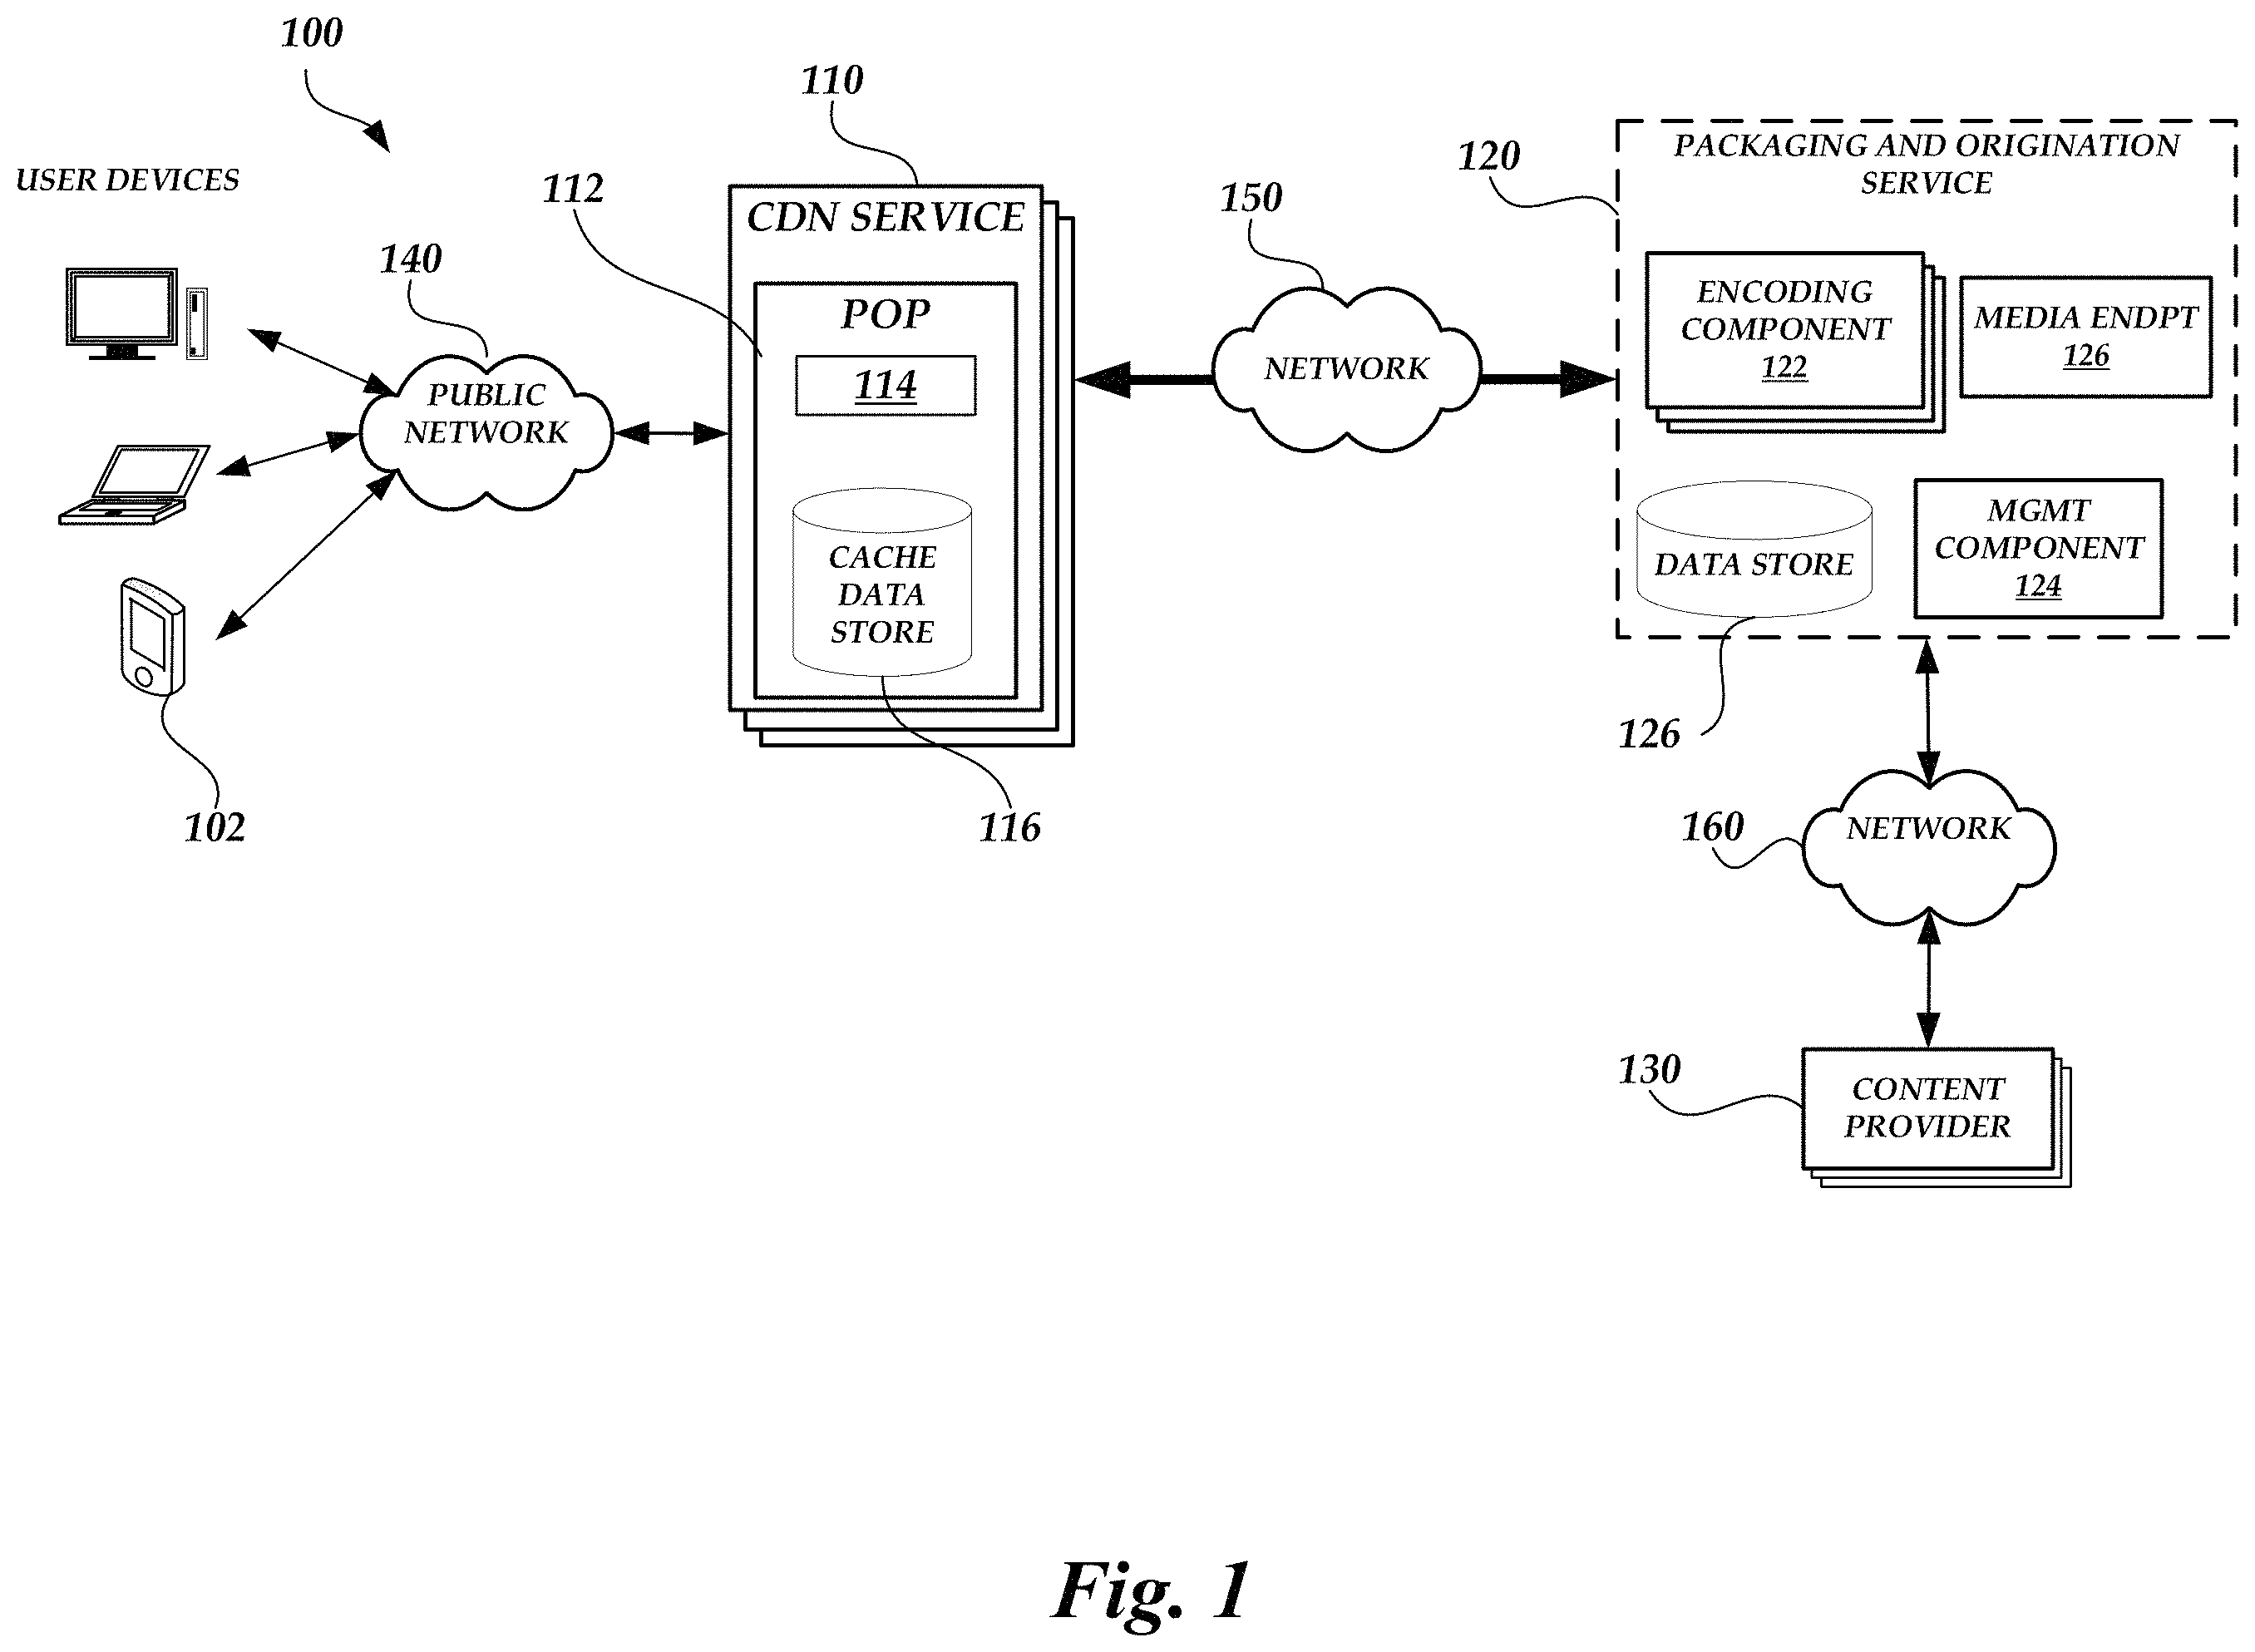 100
USER DEVICES
140
PUBLIC
NETWORK
102
110
112
CDN SERVICE
POP
114
CACHE
DATA
STORE
116
150
NETWORK
120
PACKAGING AND ORIGINATION
SERVICE
ENCODING
COMPONENT
122
MEDIA ENDPT
126
DATA STORE
126
MGMT
COMPONENT
124
160
NETWORK
130
CONTENT
PROVIDER
Fig. 1